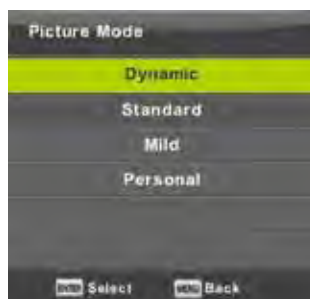 Picture Mode
Dynamic
Standard
Mild
Personal
Select Back